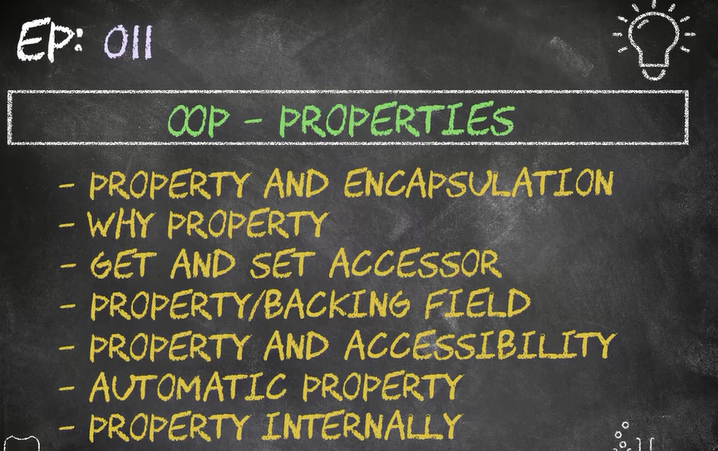 EP: 011
OOP - PROPERTIES
- PROPERTY AND ENCAPSULATION
- WHY PROPERTY
- GET AND SET ACCESSOR
- PROPERTY/BACKING FIELD
- PROPERTY AND ACCESSIBILITY
- AUTOMATIC PROPERTY
- PROPERTY INTERNALLY